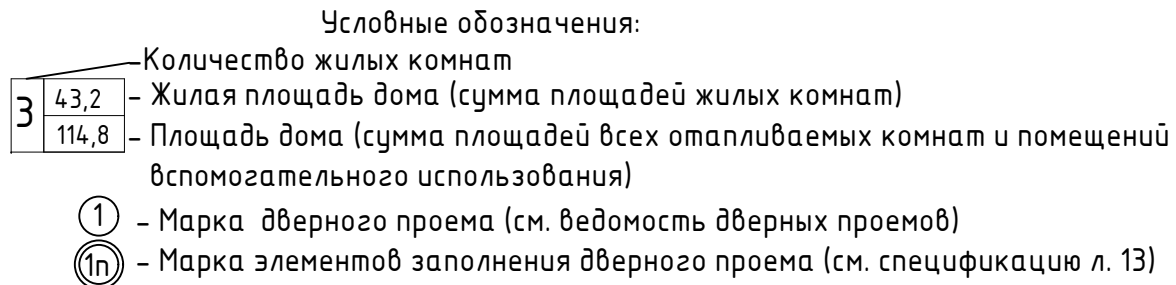 Условные обозначения:
Количество жилых комнат
3 43,2 - Жилая площадь дома (сумма площадей жилых комнат)
114,8 - Площадь дома (сумма площадей всех отапливаемых комнат и помещений
вспомогательного использования)
1 - Марка дверного проема (см. ведомость дверных проемов)
1п - Марка элементов заполнения дверного проема (см. спецификацию л. 13)